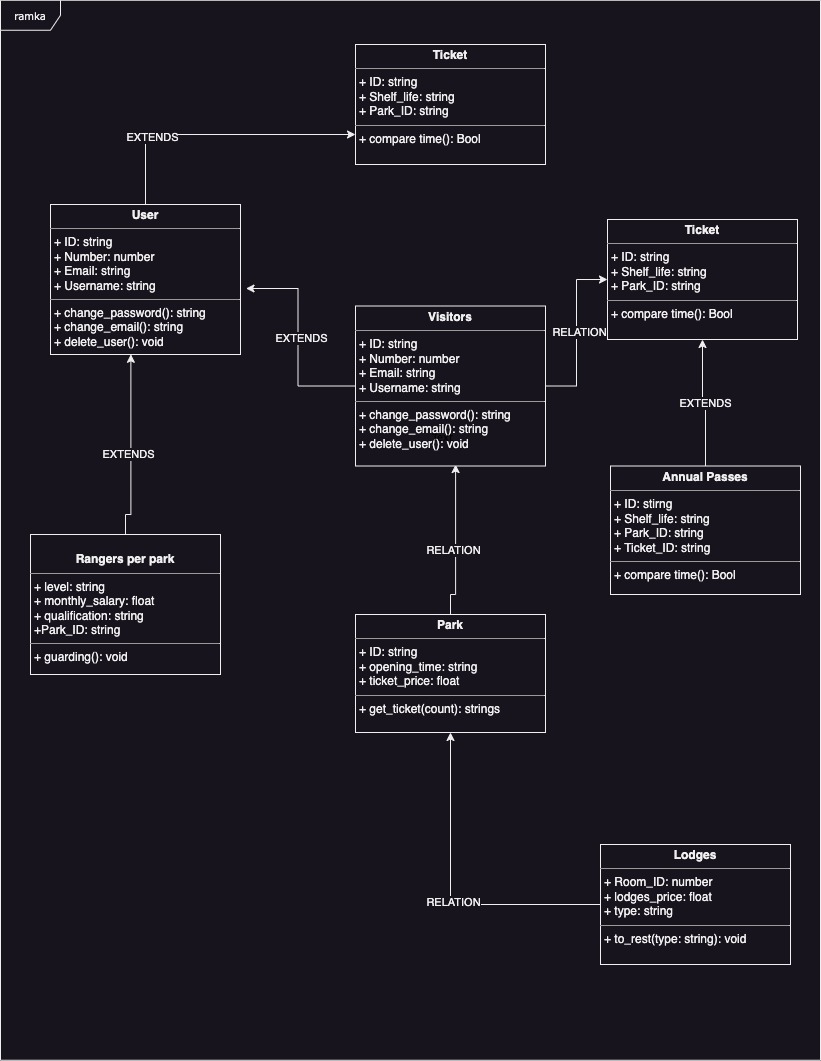 ramka
Ticket
+ ID: string
+ Shelf_life: string
+ Park_ID: string
+ compare time(): Bool
EXTENDS
User
+ ID: string
+ Number: number
+ Email: string
+ Username: string
+ change_password(): string
+ change_email(): string
+ delete_user(): void
Ticket
+ ID: string
+ Shelf_life: string
+ Park_ID: string
+ compare time(): Bool
EXTENDS
Visitors
+ ID: string
+ Number: number
+ Email: string
+ Username: string
+ change_password(): string
+ change_email(): string
+ delete_user(): void
RELATION
EXTENDS
EXTENDS
Annual Passes
+ ID: stirng
+ Shelf_life: string
+ Park_ID: string
+ Ticket_ID: string
+ compare time(): Bool
Rangers per park
+ level: string
+ monthly_salary: float
+ qualification: string
+Park_ID: string
+ guarding(): void
RELATION
Park
+ ID: string
+ opening_time: string
+ ticket_price: float
+ get_ticket(count): strings
RELATION
Lodges
+ Room_ID: number
+ lodges_price: float
+ type: string
+ to_rest(type: string): void